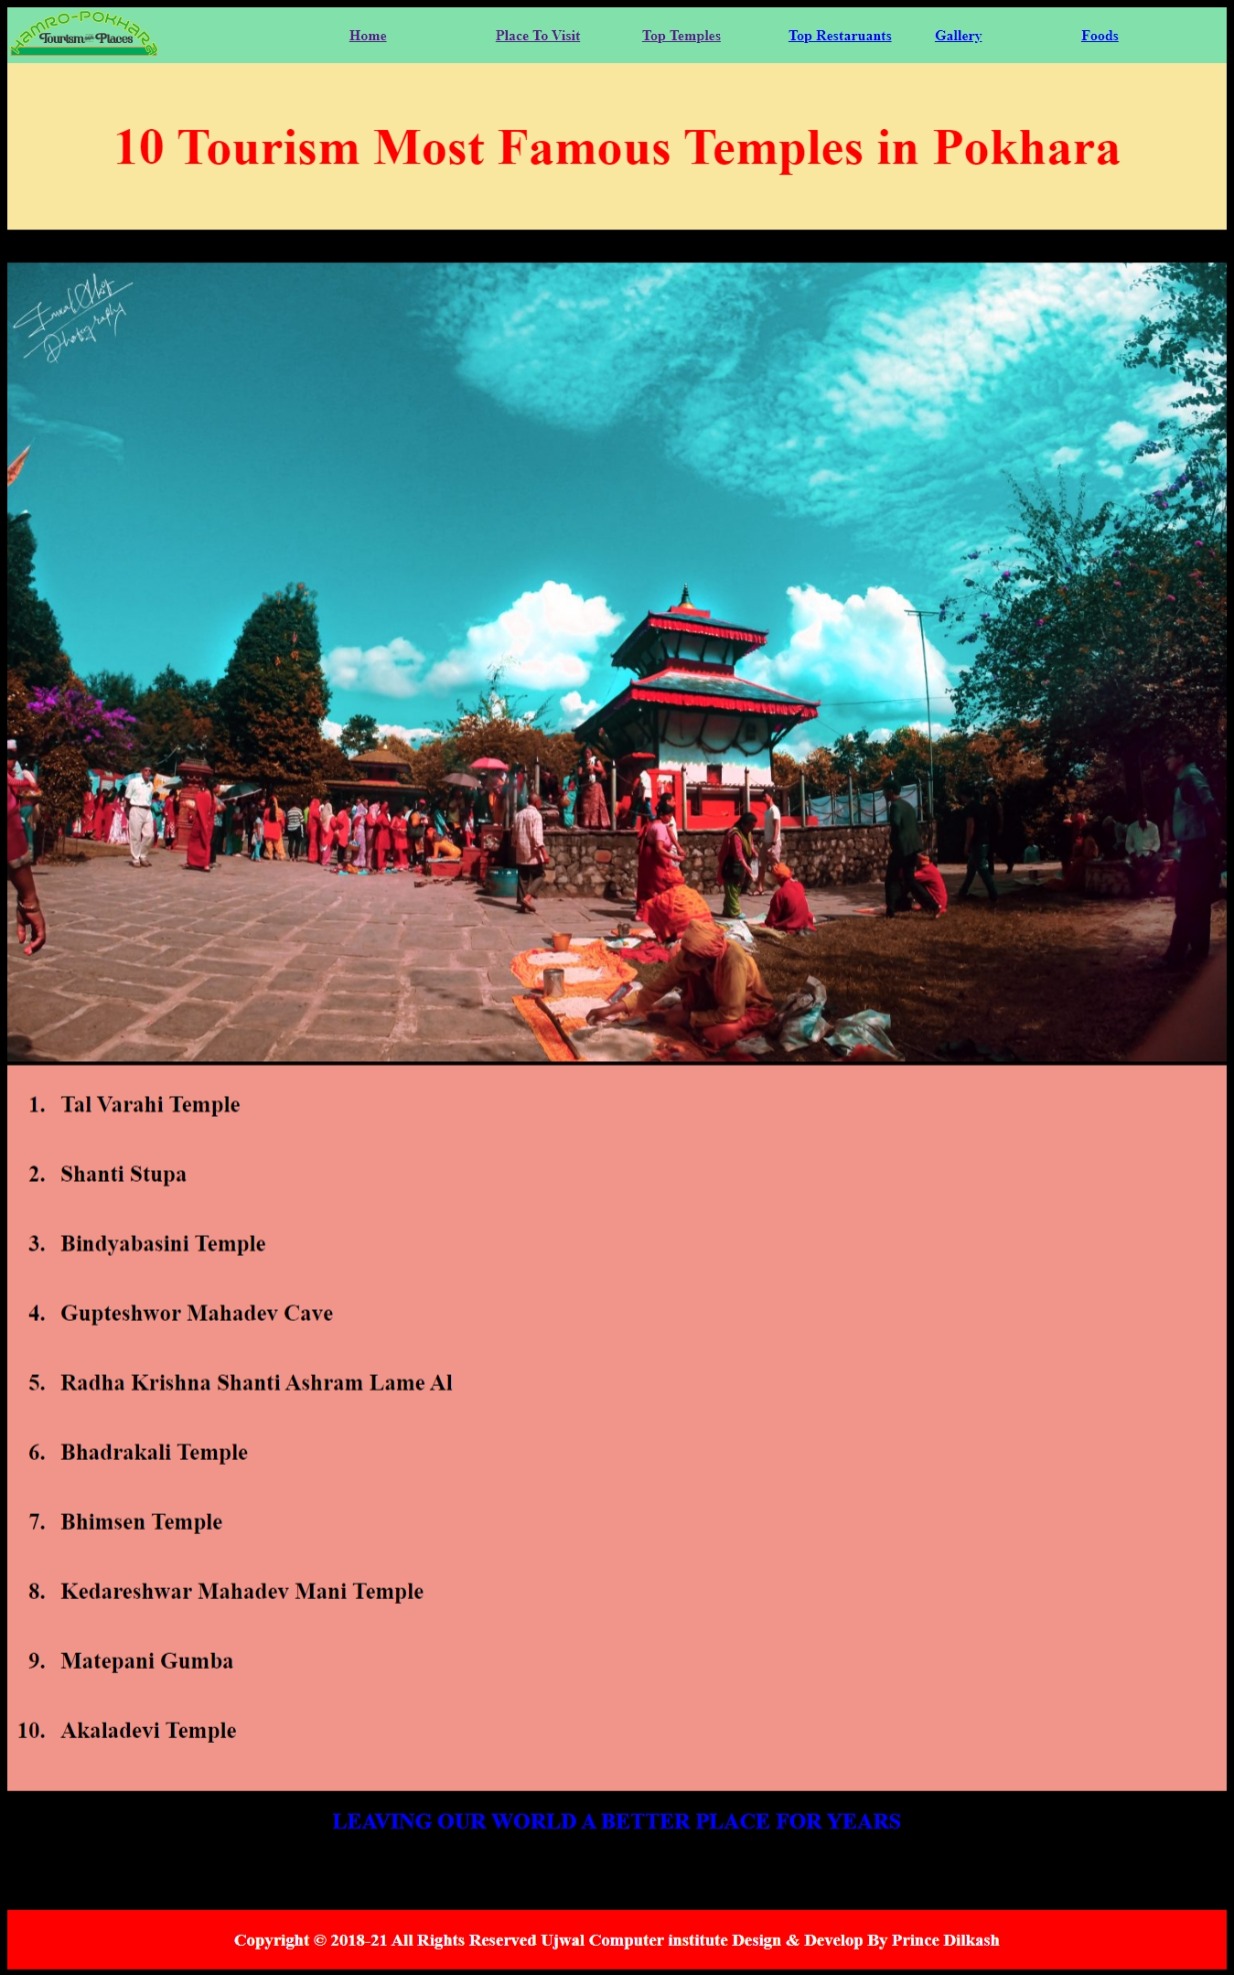 HAMRO-POKHARA
Tourism Places
Home Place To Visit Top Temples Top Restaruants Gallery Foods
10 Tourism Most Famous Temples in Pokhara
Photography
1. Tal Varahi Temple
2. Shanti Stupa
3. Bindyabasini Temple
4. Gupteshwor Mahadev Cave
5. Radha Krishna Shanti Ashram Lame Al
6. Bhadrakali Temple
7. Bhimsen Temple
8. Kedareshwar Mahadev Mani Temple
9. Matepani Gumba
10. Akaladevi Temple
LEAVING OUR WORLD A BETTER PLACE FOR YEARS
Copyright © 2018-21 All Rights Reserved Ujwal Computer institute Design & Develop By Prince Dilkash